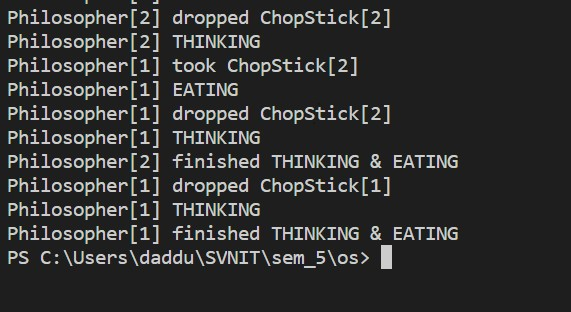 Philosopher[2] dropped ChopStick[2]
Philosopher[2] THINKING
Philosopher[1] took ChopStick[2]
Philosopher[1] EATING
Philosopher[1] dropped ChopStick[2]
Philosopher[1] THINKING
Philosopher[2] finished THINKING & EATING
Philosopher[1] dropped ChopStick[1]
Philosopher[1] THINKING
Philosopher[1] finished THINKING & EATING
PS C:\Users\daddu\SVNIT\sem_5\os>